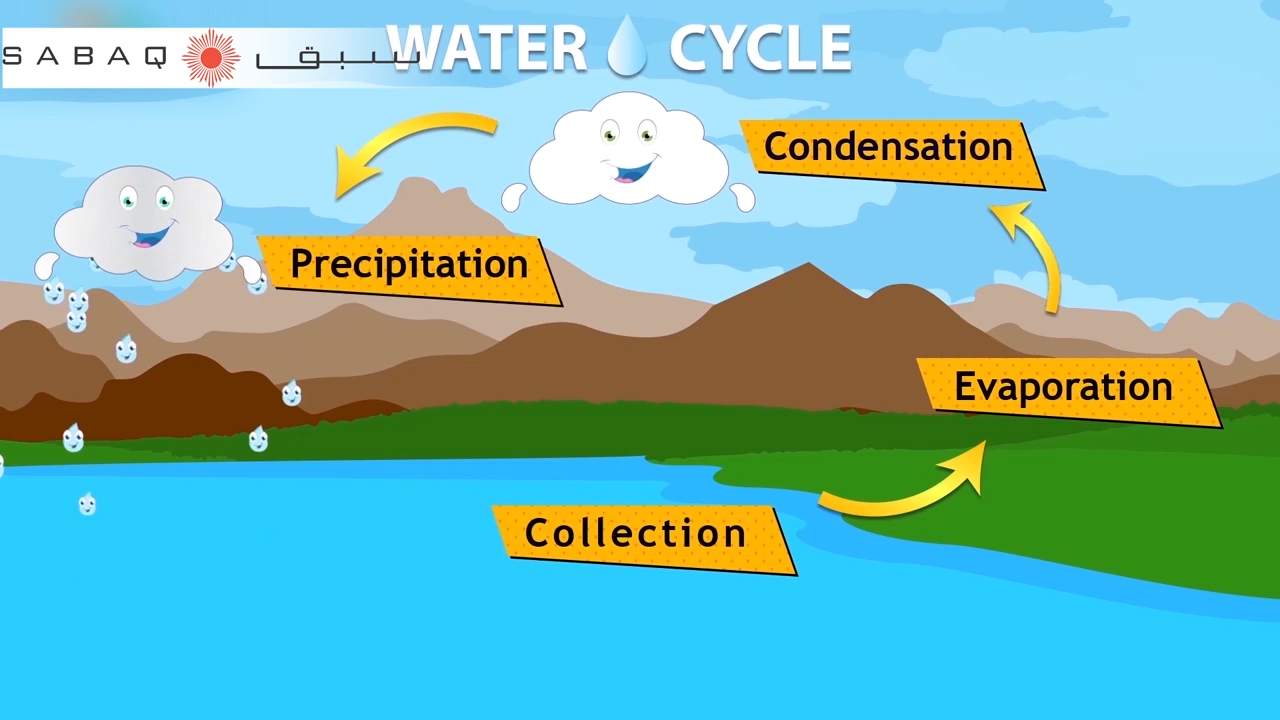 SABAQ سبق
WATER CYCLE
Condensation
Precipitation
Evaporation
Collection